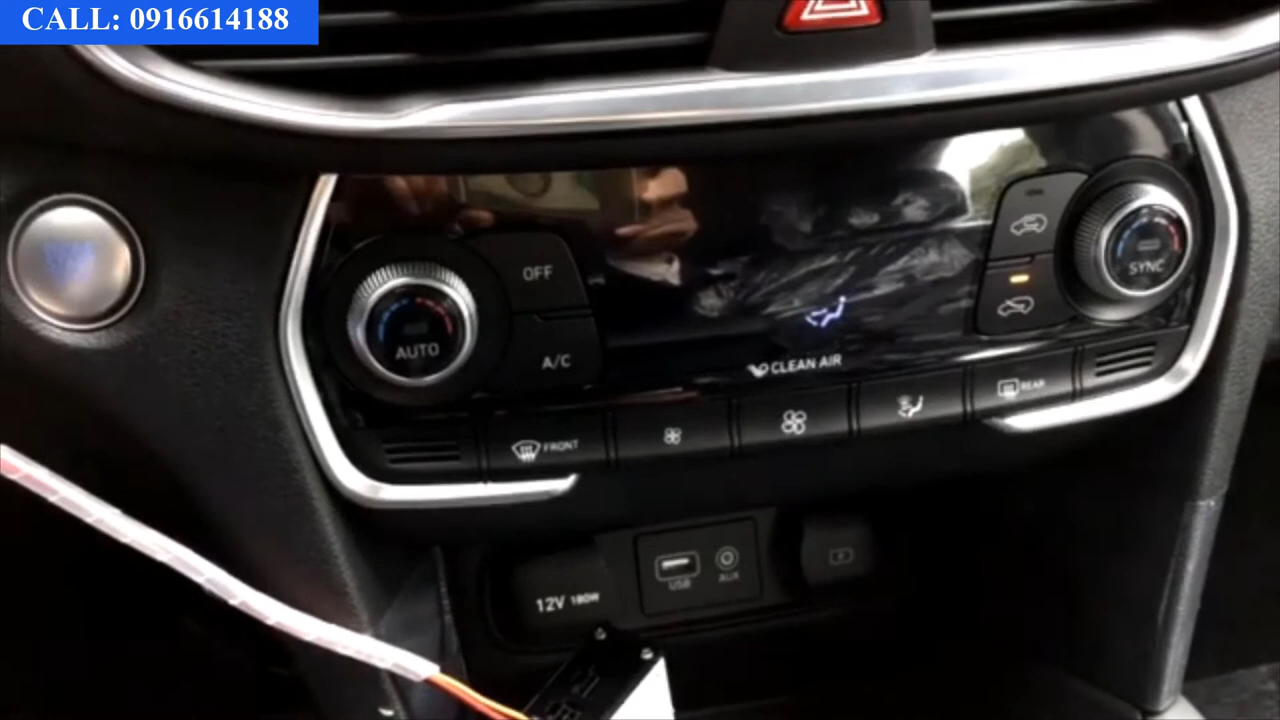 CALL: 0916614188
OFF
AUTO
A/C
SYNC
CLEAN AIR
FRONT
REAR
12V 180W
USB
AUX